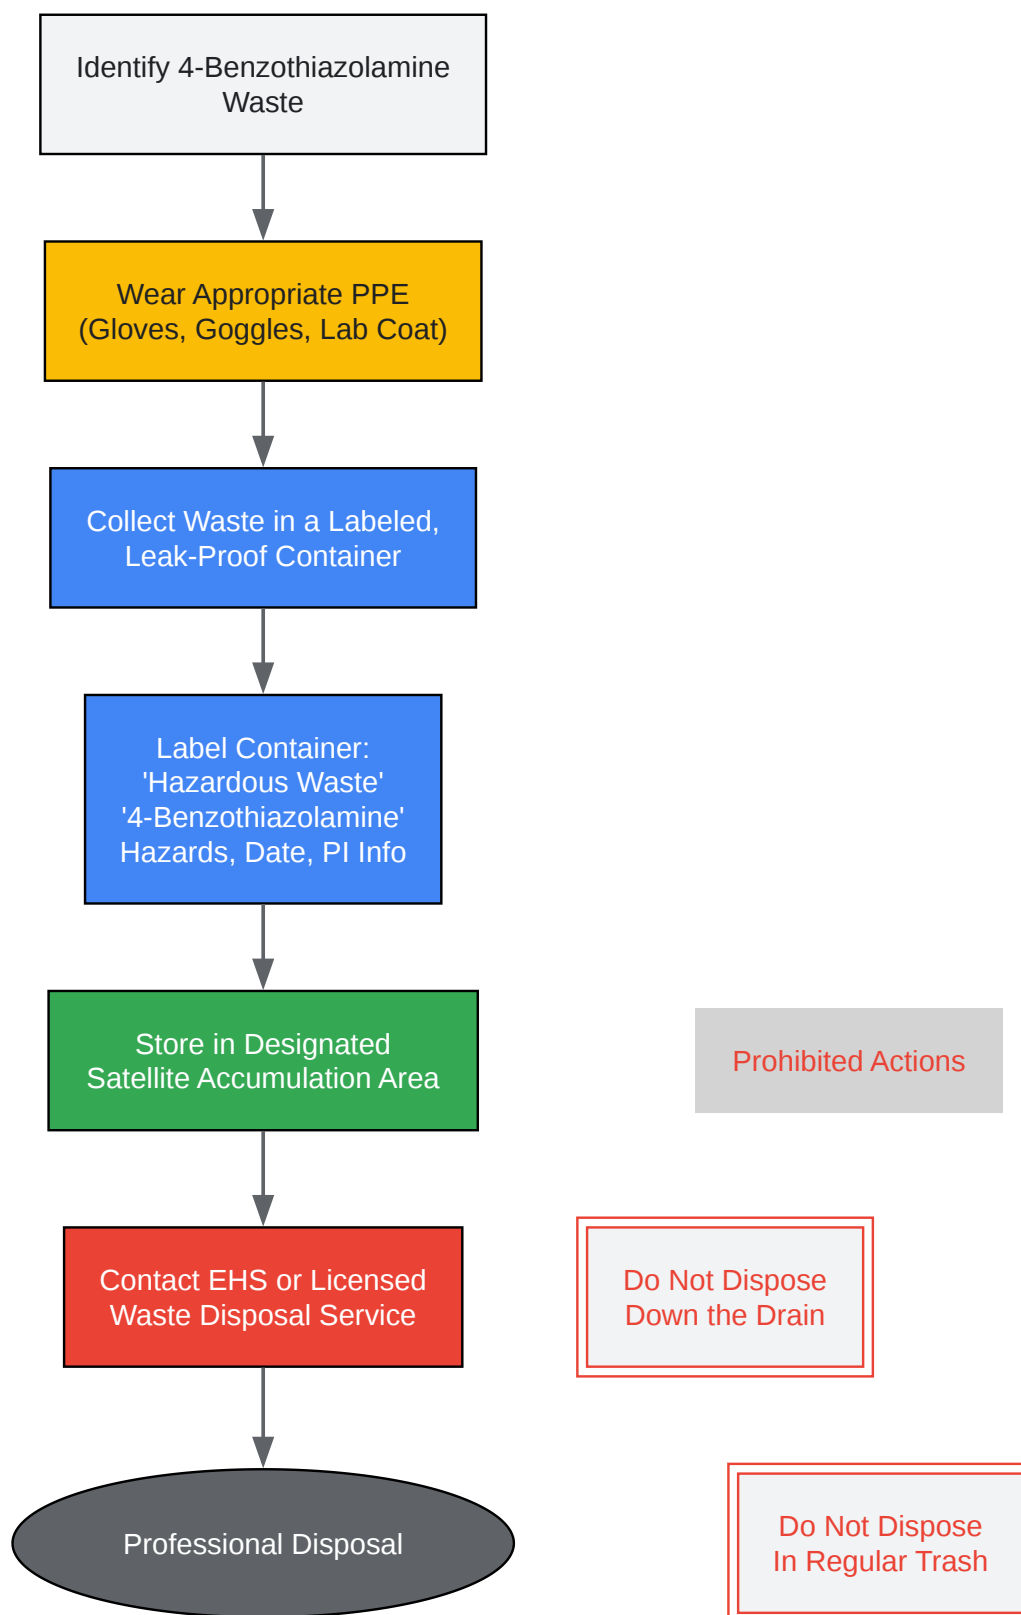 Identify 4-Benzothiazolamine
Waste
Wear Appropriate PPE
(Gloves, Goggles, Lab Coat)
Collect Waste in a Labeled,
Leak-Proof Container
Label Container:
'Hazardous Waste'
'4-Benzothiazolamine'
Hazards, Date, PI Info
Store in Designated
Satellite Accumulation Area
Prohibited Actions
Contact EHS or Licensed
Waste Disposal Service
Do Not Dispose
Down the Drain
Professional Disposal
Do Not Dispose
In Regular Trash